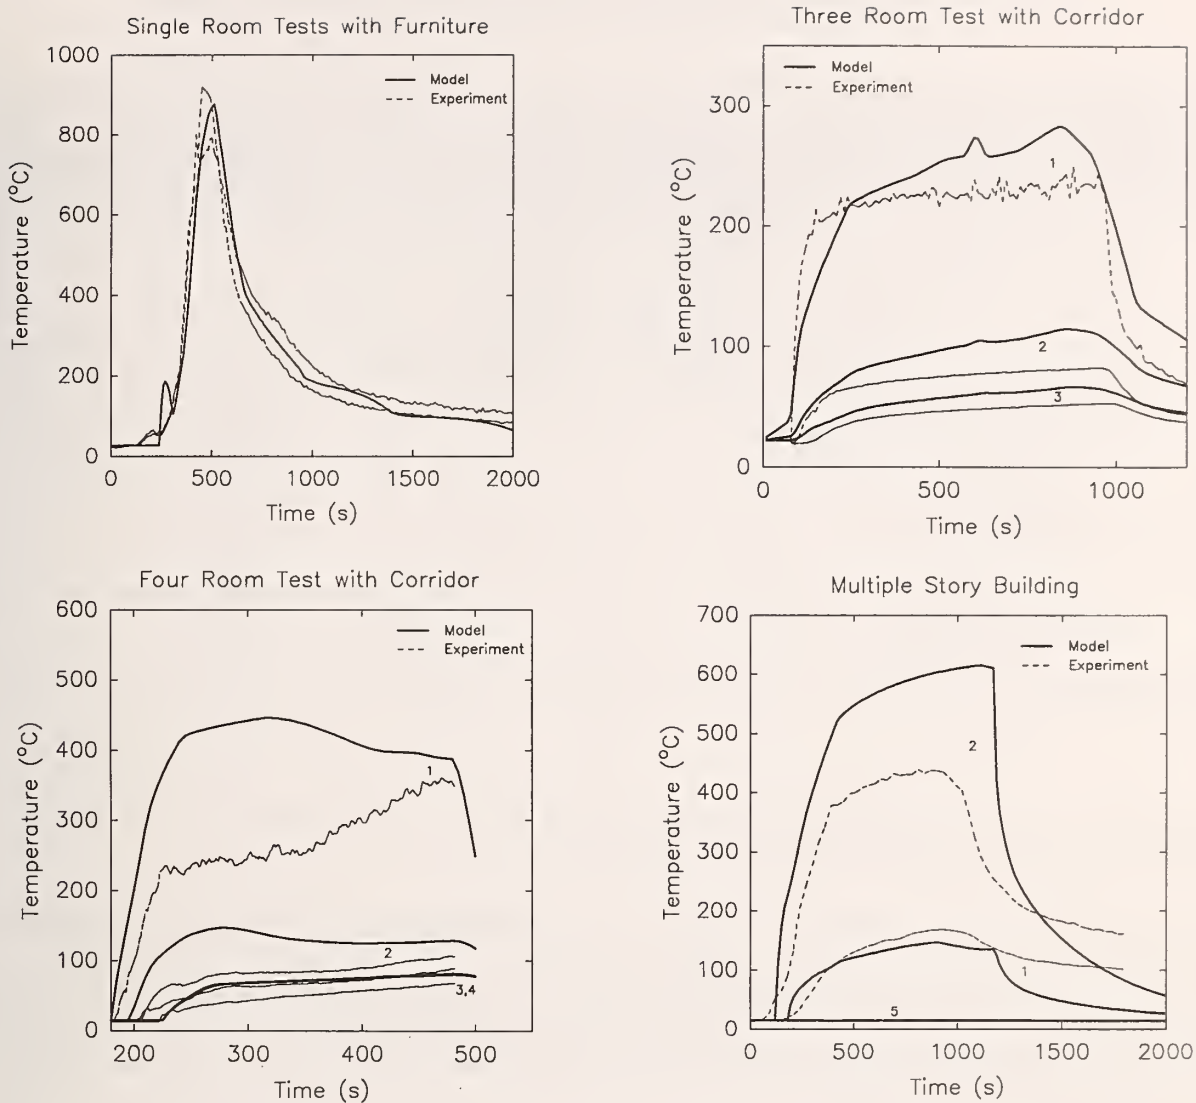 Single Room Tests with Furniture
1000
800
600
400
200
0
Temperature (°C)
Model
Experiment
0 500 1000 1500 2000
Time (s)
Three Room Test with Corridor
300
200
100
0
Temperature (°C)
Model
Experiment
1
2
3
0 500 1000
Time (s)
Four Room Test with Corridor
600
500
400
300
200
100
0
Temperature (°C)
Model
Experiment
1
2
3,4
200 300 400 500
Time (s)
Multiple Story Building
700
600
500
400
300
200
100
0
Temperature (°C)
Model
Experiment
2
1
5
0 500 1000 1500 2000
Time (s)